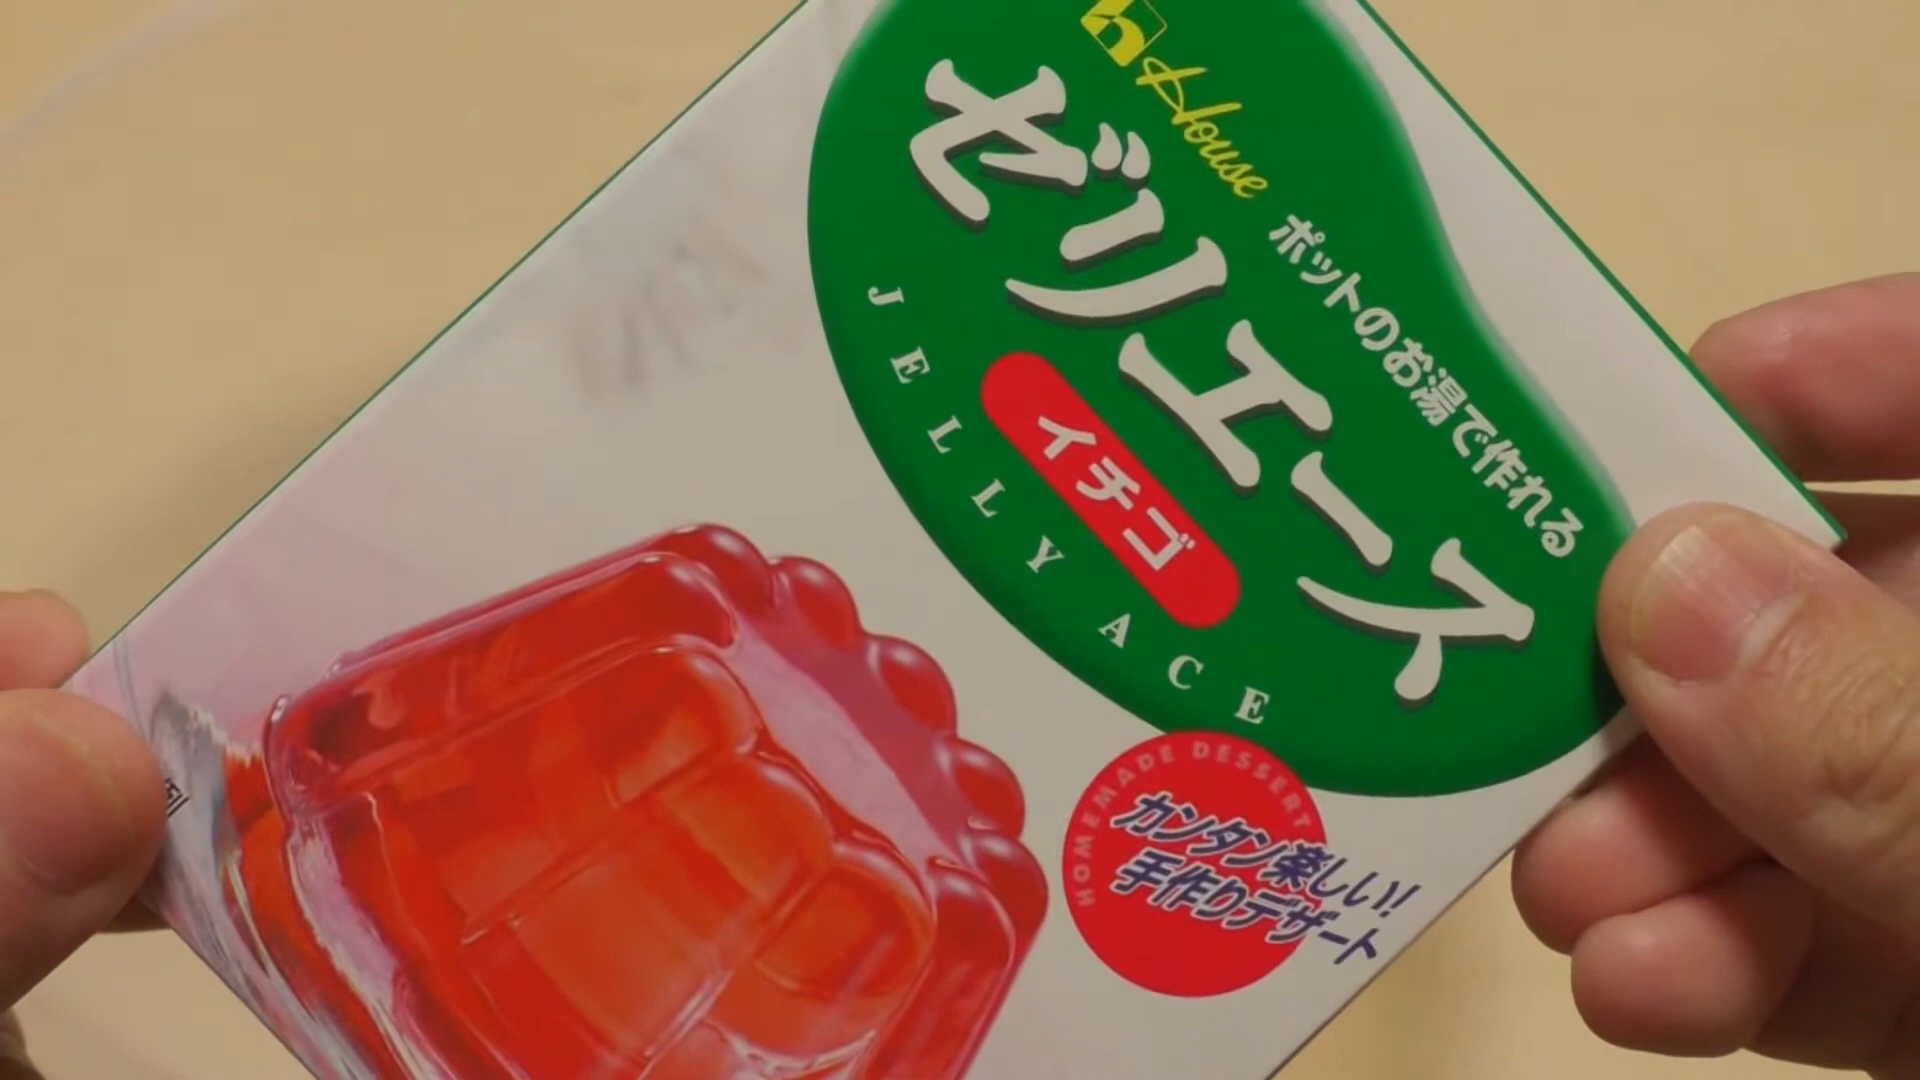 House
ポットのお湯で作れる
ゼリエース
イチゴ
JELLY ACE
HOMEMADE DESSERT
カンタン楽しい!
手作りデザート